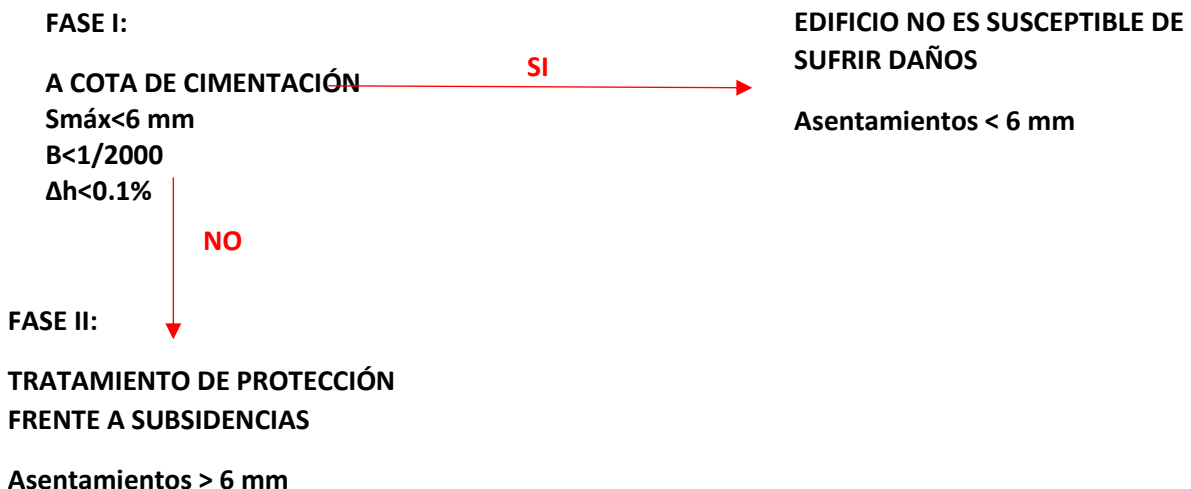 FASE I:
A COTA DE CIMENTACIÓN
Smáx<6 mm
B<1/2000
Δh<0.1%
SI
EDIFICIO NO ES SUSCEPTIBLE DE
SUFRIR DAÑOS
Asentamientos < 6 mm
NO
FASE II:
TRATAMIENTO DE PROTECCIÓN
FRENTE A SUBSIDENCIAS
Asentamientos > 6 mm